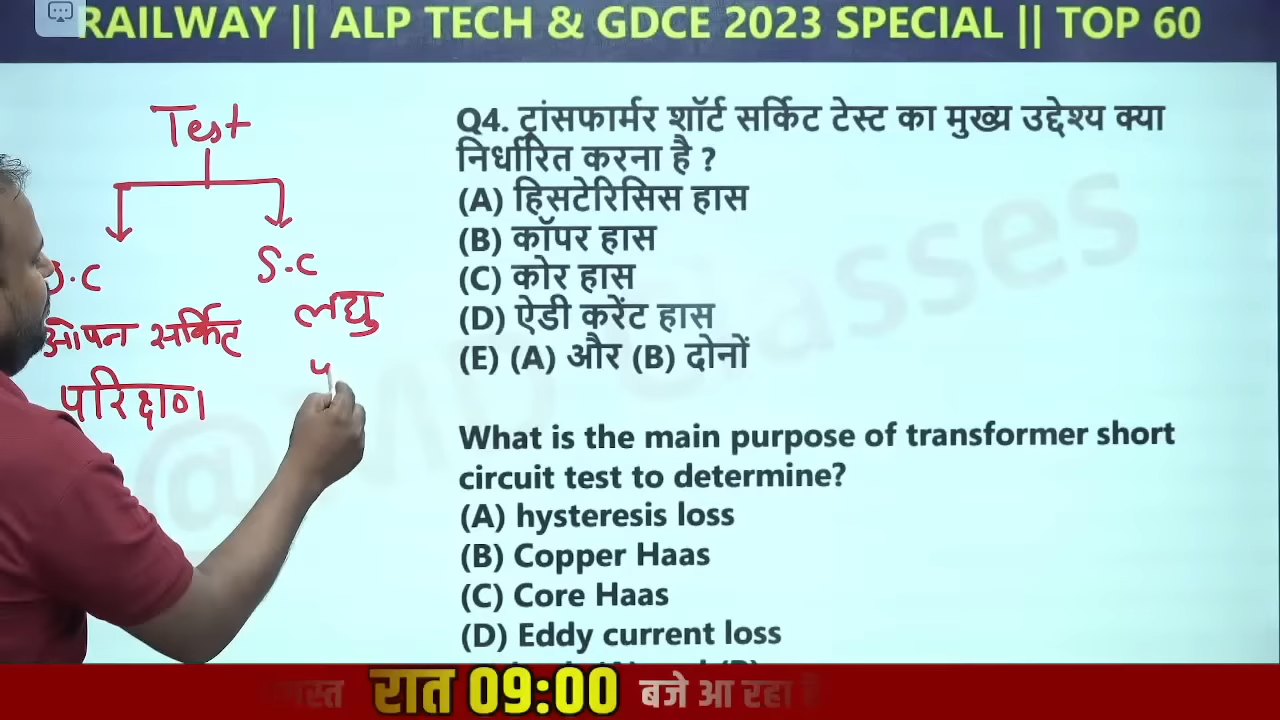 RAILWAY || ALP TECH & GDCE 2023 SPECIAL || TOP 60
Test
O.C
S.C
ओपन सर्किट
परिक्षण
लघु
Q4. ट्रांसफार्मर शॉर्ट सर्किट टेस्ट का मुख्य उद्देश्य क्या
निर्धारित करना है ?
(A) हिसटेरिसिस हास
(B) कॉपर हास
(C) कोर हास
(D) ऐडी करेंट हास
(E) (A) और (B) दोनों
What is the main purpose of transformer short
circuit test to determine?
(A) hysteresis loss
(B) Copper Haas
(C) Core Haas
(D) Eddy current loss
रात 09:00 बजे आ रहा